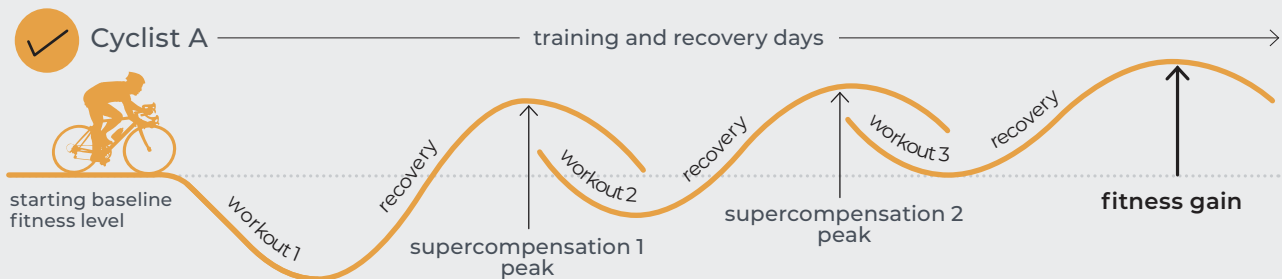 Cyclist A
training and recovery days
starting baseline
fitness level
workout 1
recovery
supercompensation 1
peak
workout 2
recovery
supercompensation 2
peak
workout 3
recovery
fitness gain